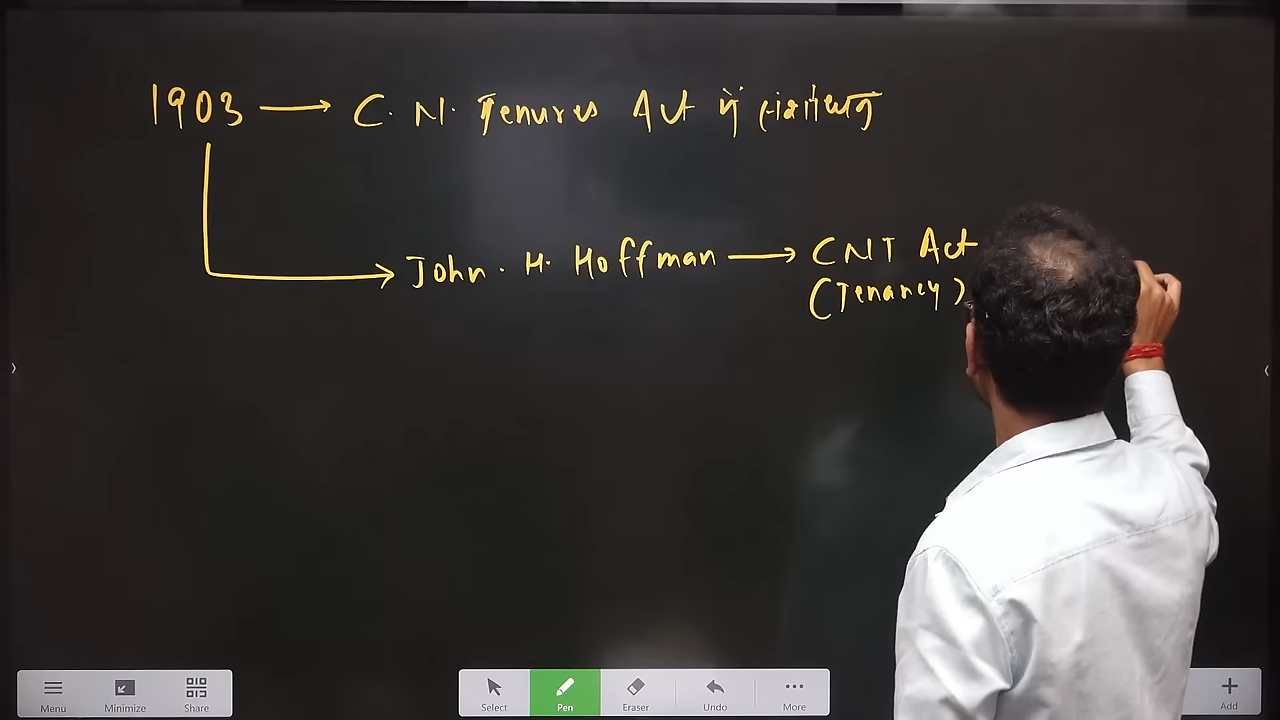 1903 → C. N. Tenures Act में संशोधन
John. H. Hoffman → CNT Act
(Tenancy)
Menu
Minimize
Share
Select
Pen
Eraser
Undo
More
Add